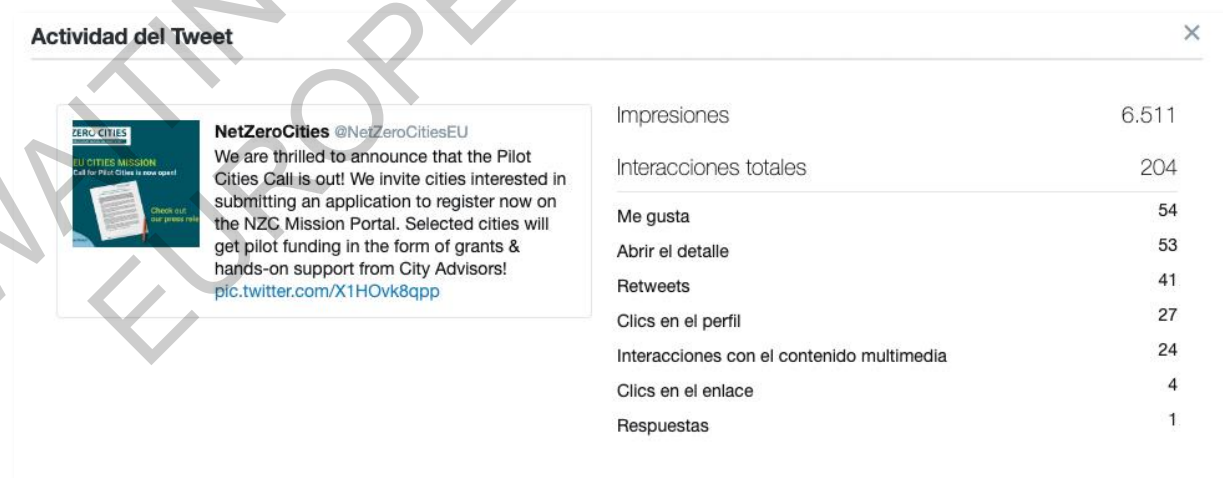 Actividad del Tweet
ZERO CITIES
EU CITIES MISSION
Call for Pilot Cities is now open!
Check out
our press rele
NetZeroCities @NetZeroCitiesEU
We are thrilled to announce that the Pilot
Cities Call is out! We invite cities interested in
submitting an application to register now on
the NZC Mission Portal. Selected cities will
get pilot funding in the form of grants &
hands-on support from City Advisors!
pic.twitter.com/X1HOvk8qpp
Impresiones 6.511
Interacciones totales 204
Me gusta 54
Abrir el detalle 53
Retweets 41
Clics en el perfil 27
Interacciones con el contenido multimedia 24
Clics en el enlace 4
Respuestas 1